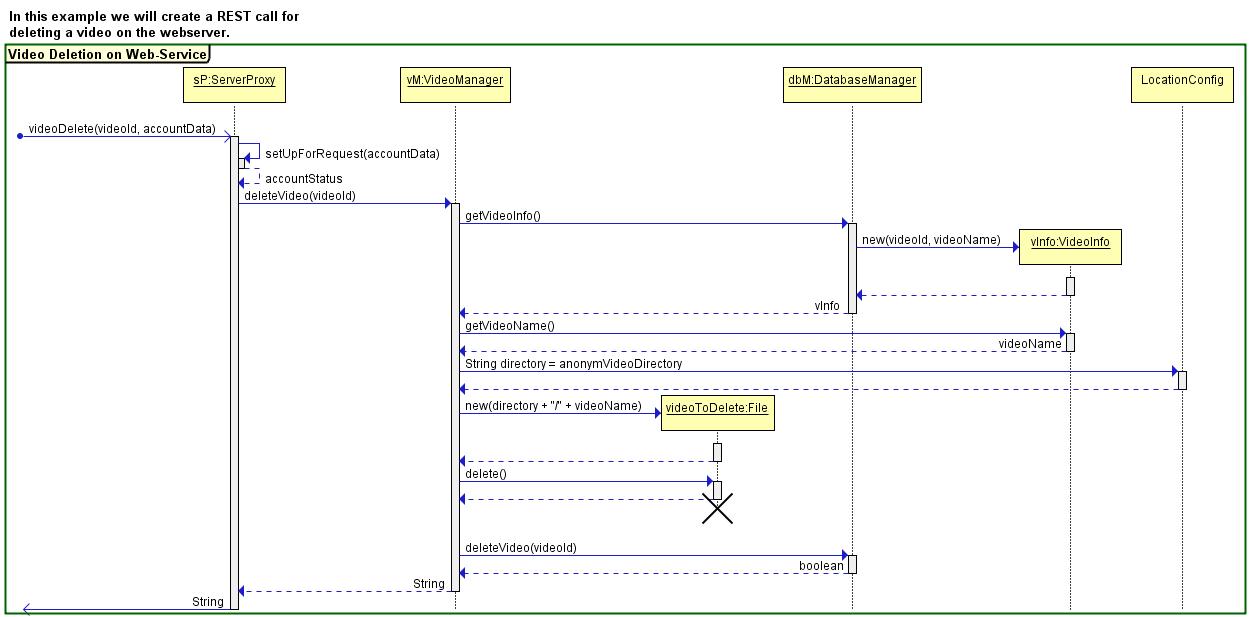 In this example we will create a REST call for
deleting a video on the webserver.
Video Deletion on Web-Service
sP:ServerProxy
vM:VideoManager
dbM:DatabaseManager
LocationConfig
videoDelete(videoId, accountData)
setUpForRequest(accountData)
accountStatus
deleteVideo(videoId)
getVideoInfo()
new(videoId, videoName)
vInfo:VideoInfo
vInfo
getVideoName()
videoName
String directory = anonymVideoDirectory
new(directory + "/" + videoName)
videoToDelete:File
delete()
deleteVideo(videoId)
boolean
String
String